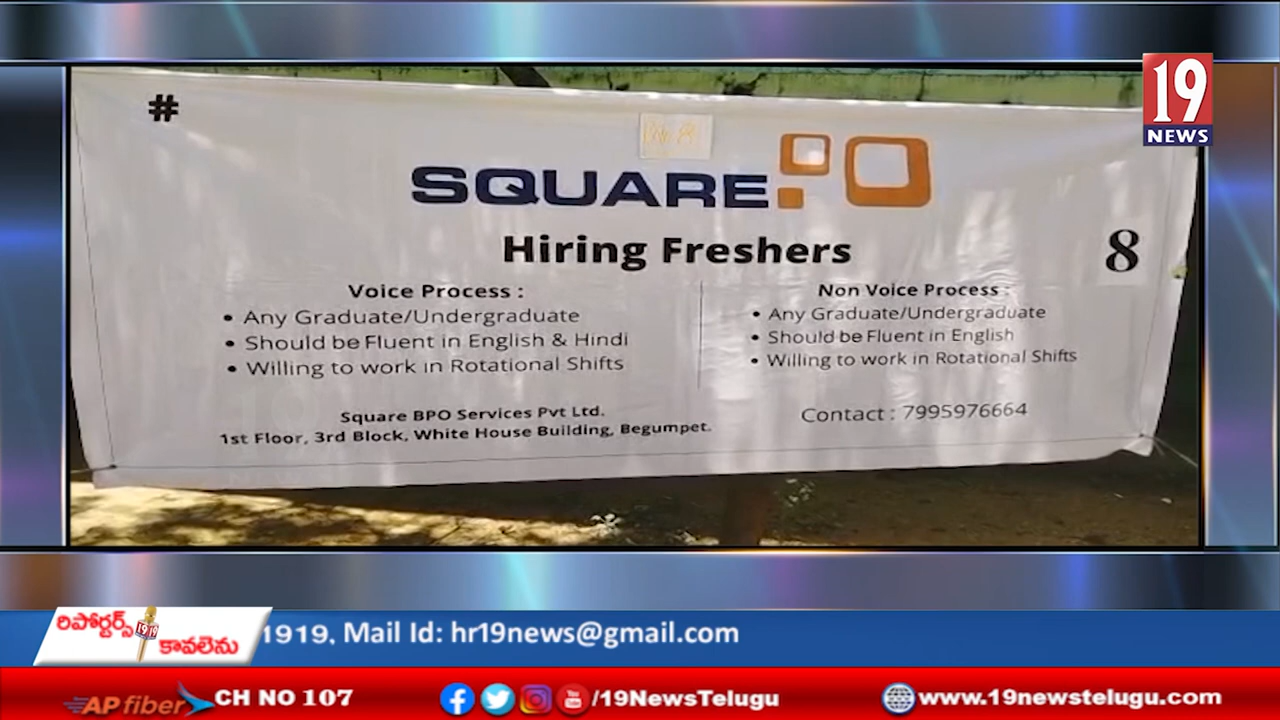 19
NEWS
#
SQUARE BPO
Hiring Freshers
8
Voice Process :
• Any Graduate/Undergraduate
• Should be Fluent in English & Hindi
• Willing to work in Rotational Shifts
Non Voice Process :
• Any Graduate/Undergraduate
• Should be Fluent in English
• Willing to work in Rotational Shifts
Square BPO Services Pvt Ltd.
1st Floor, 3rd Block, White House Building, Begumpet.
Contact : 7995976664
రిపోర్టర్స్
19 19
కావలెను
1919, Mail Id: hr19news@gmail.com
AP fiber CH NO 107
/19NewsTelugu
www.19newstelugu.com